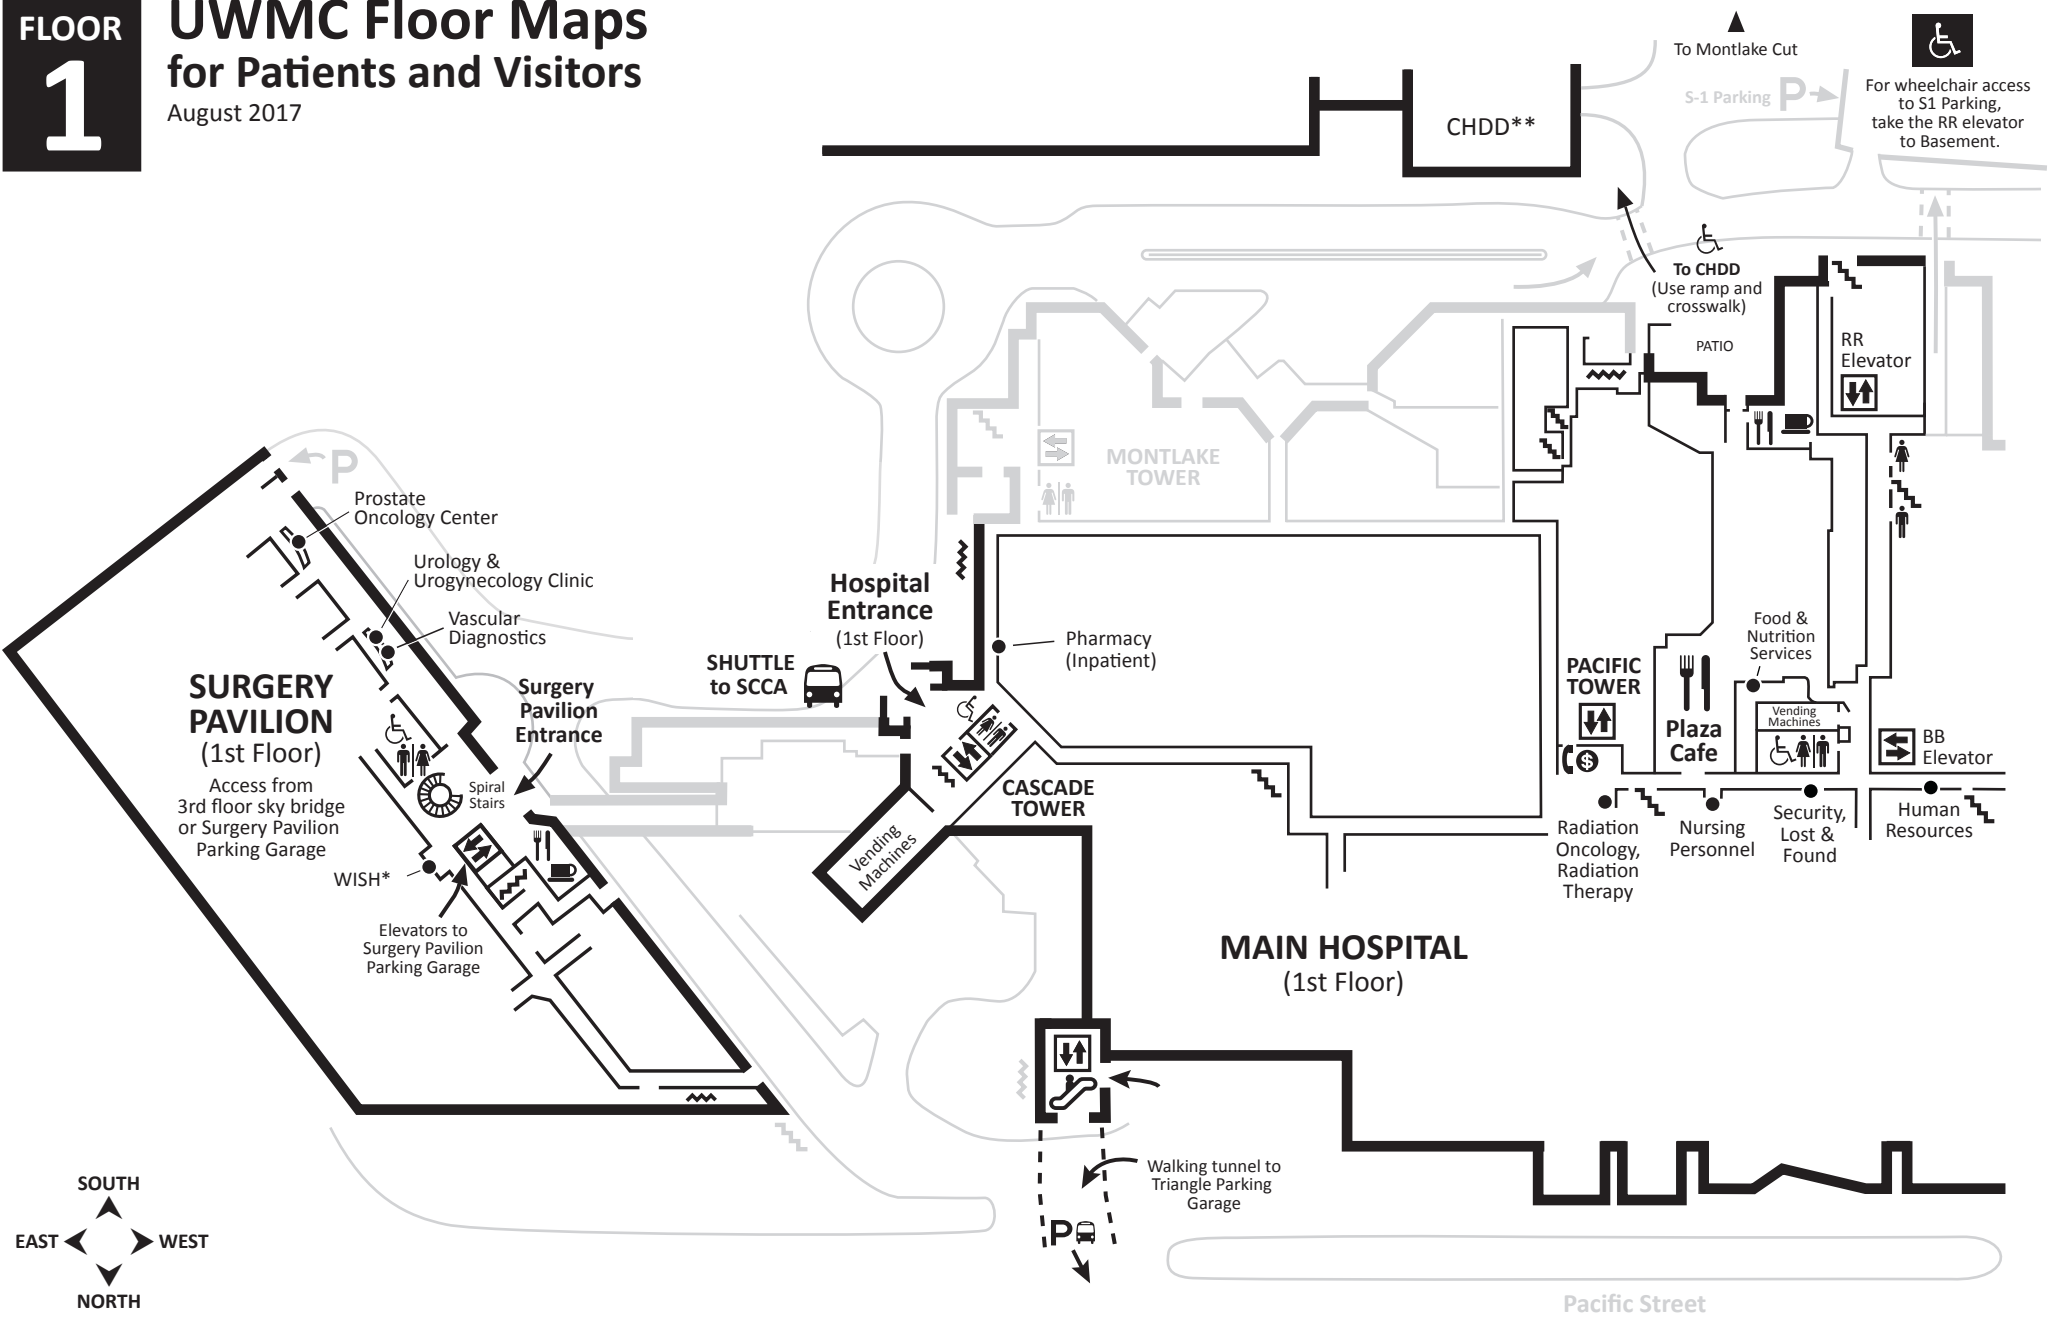 FLOOR
1
UWMC Floor Maps
for Patients and Visitors
August 2017
To Montlake Cut
S-1 Parking P
For wheelchair access
to S1 Parking,
take the RR elevator
to Basement.
CHDD**
To CHDD
(Use ramp and
crosswalk)
PATIO
RR
Elevator
MONTLAKE
TOWER
P
Prostate
Oncology Center
Urology &
Urogynecology Clinic
Vascular
Diagnostics
Hospital
Entrance
(1st Floor)
SHUTTLE
to SCCA
Pharmacy
(Inpatient)
Surgery
Pavilion
Entrance
SURGERY
PAVILION
(1st Floor)
Access from
3rd floor sky bridge
or Surgery Pavilion
Parking Garage
Spiral
Stairs
WISH*
Elevators to
Surgery Pavilion
Parking Garage
Vending
Machines
CASCADE
TOWER
PACIFIC
TOWER
$
Plaza
Cafe
Food &
Nutrition
Services
Vending
Machines
BB
Elevator
Radiation
Oncology,
Radiation
Therapy
Nursing
Personnel
Security,
Lost &
Found
Human
Resources
MAIN HOSPITAL
(1st Floor)
Walking tunnel to
Triangle Parking
Garage
P
SOUTH
EAST
WEST
NORTH
Pacific Street